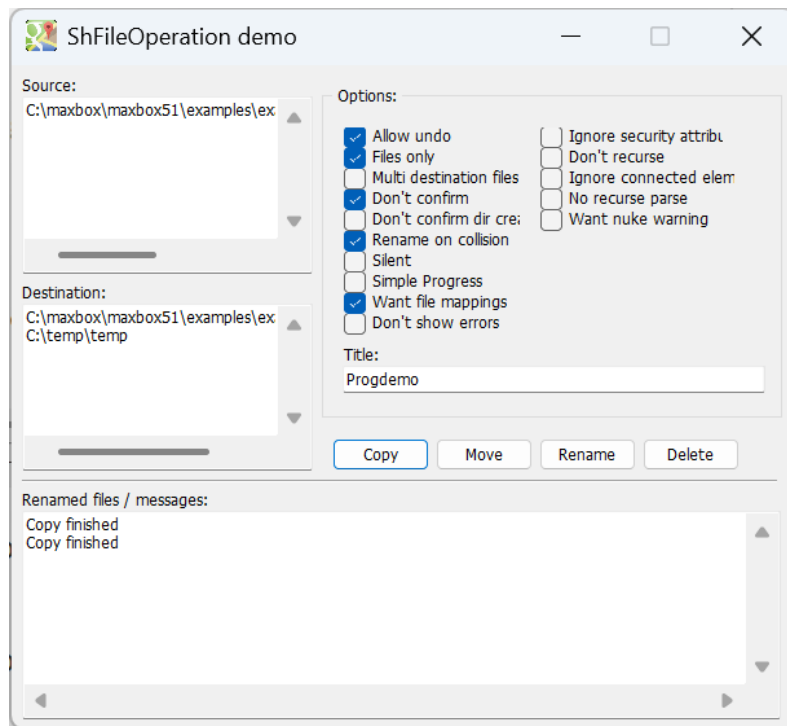 ShFileOperation demo
Source:
C:\maxbox\maxbox51\examples\exa
Options:
Allow undo
Files only
Multi destination files
Don't confirm
Don't confirm dir crea
Rename on collision
Silent
Simple Progress
Want file mappings
Don't show errors
Ignore security attribu
Don't recurse
Ignore connected elem
No recurse parse
Want nuke warning
Destination:
C:\maxbox\maxbox51\examples\exa
C:\temp\temp
Title:
Progdemo
Copy
Move
Rename
Delete
Renamed files / messages:
Copy finished
Copy finished